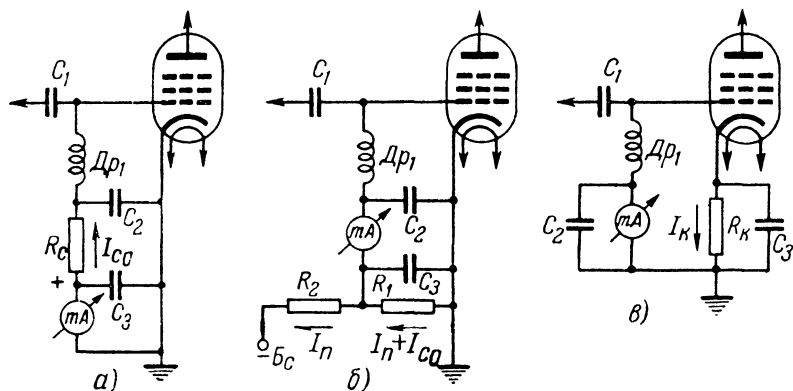 C₁
Др₁
C₂
Rc
Ico
+
C₃
mA
а)
C₁
Др₁
mA
C₂
C₃
R₂
R₁
Iп
Iп+Ico
−Бс
б)
C₁
Др₁
C₂
mA
Iк
Rк
C₃
в)